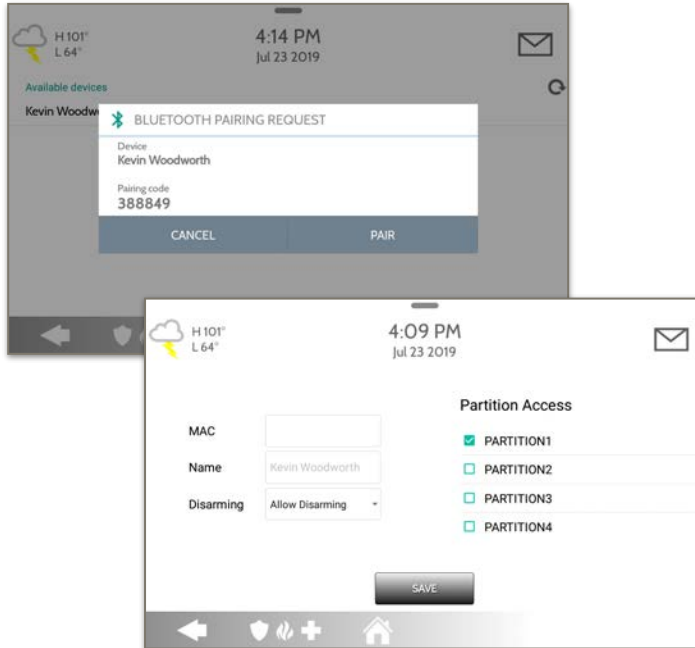 H 101°
L 64°
4:14 PM
Jul 23 2019
Available devices
Kevin Woodw
BLUETOOTH PAIRING REQUEST
Device
Kevin Woodworth
Pairing code
388849
CANCEL
PAIR
H 101°
L 64°
4:09 PM
Jul 23 2019
Partition Access
MAC
PARTITION1
Name
Kevin Woodworth
PARTITION2
Disarming
Allow Disarming
PARTITION3
PARTITION4
SAVE